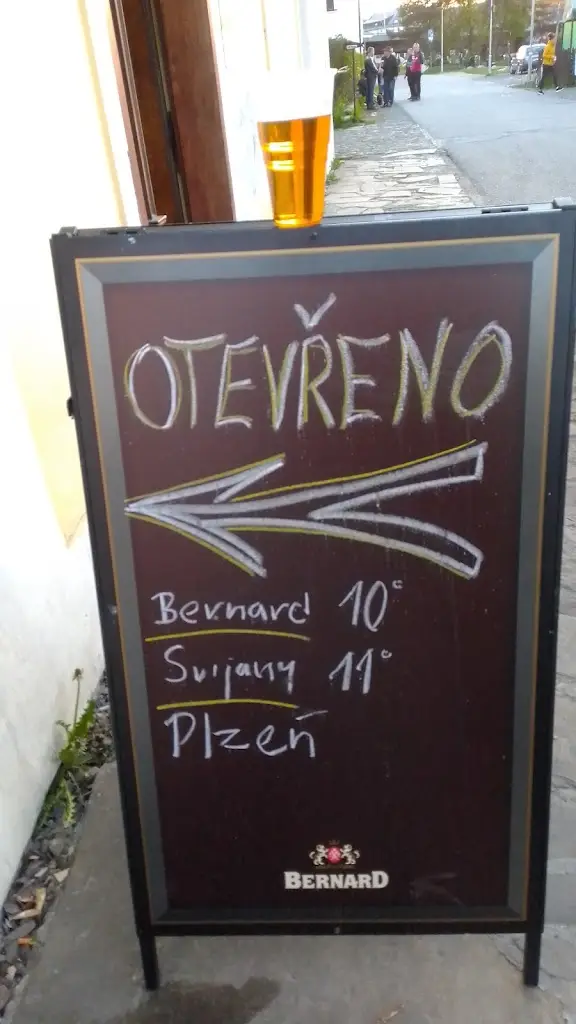 OTEVŘENO
Bernard 10°
Svijany 11°
Plzeň
BERNARD